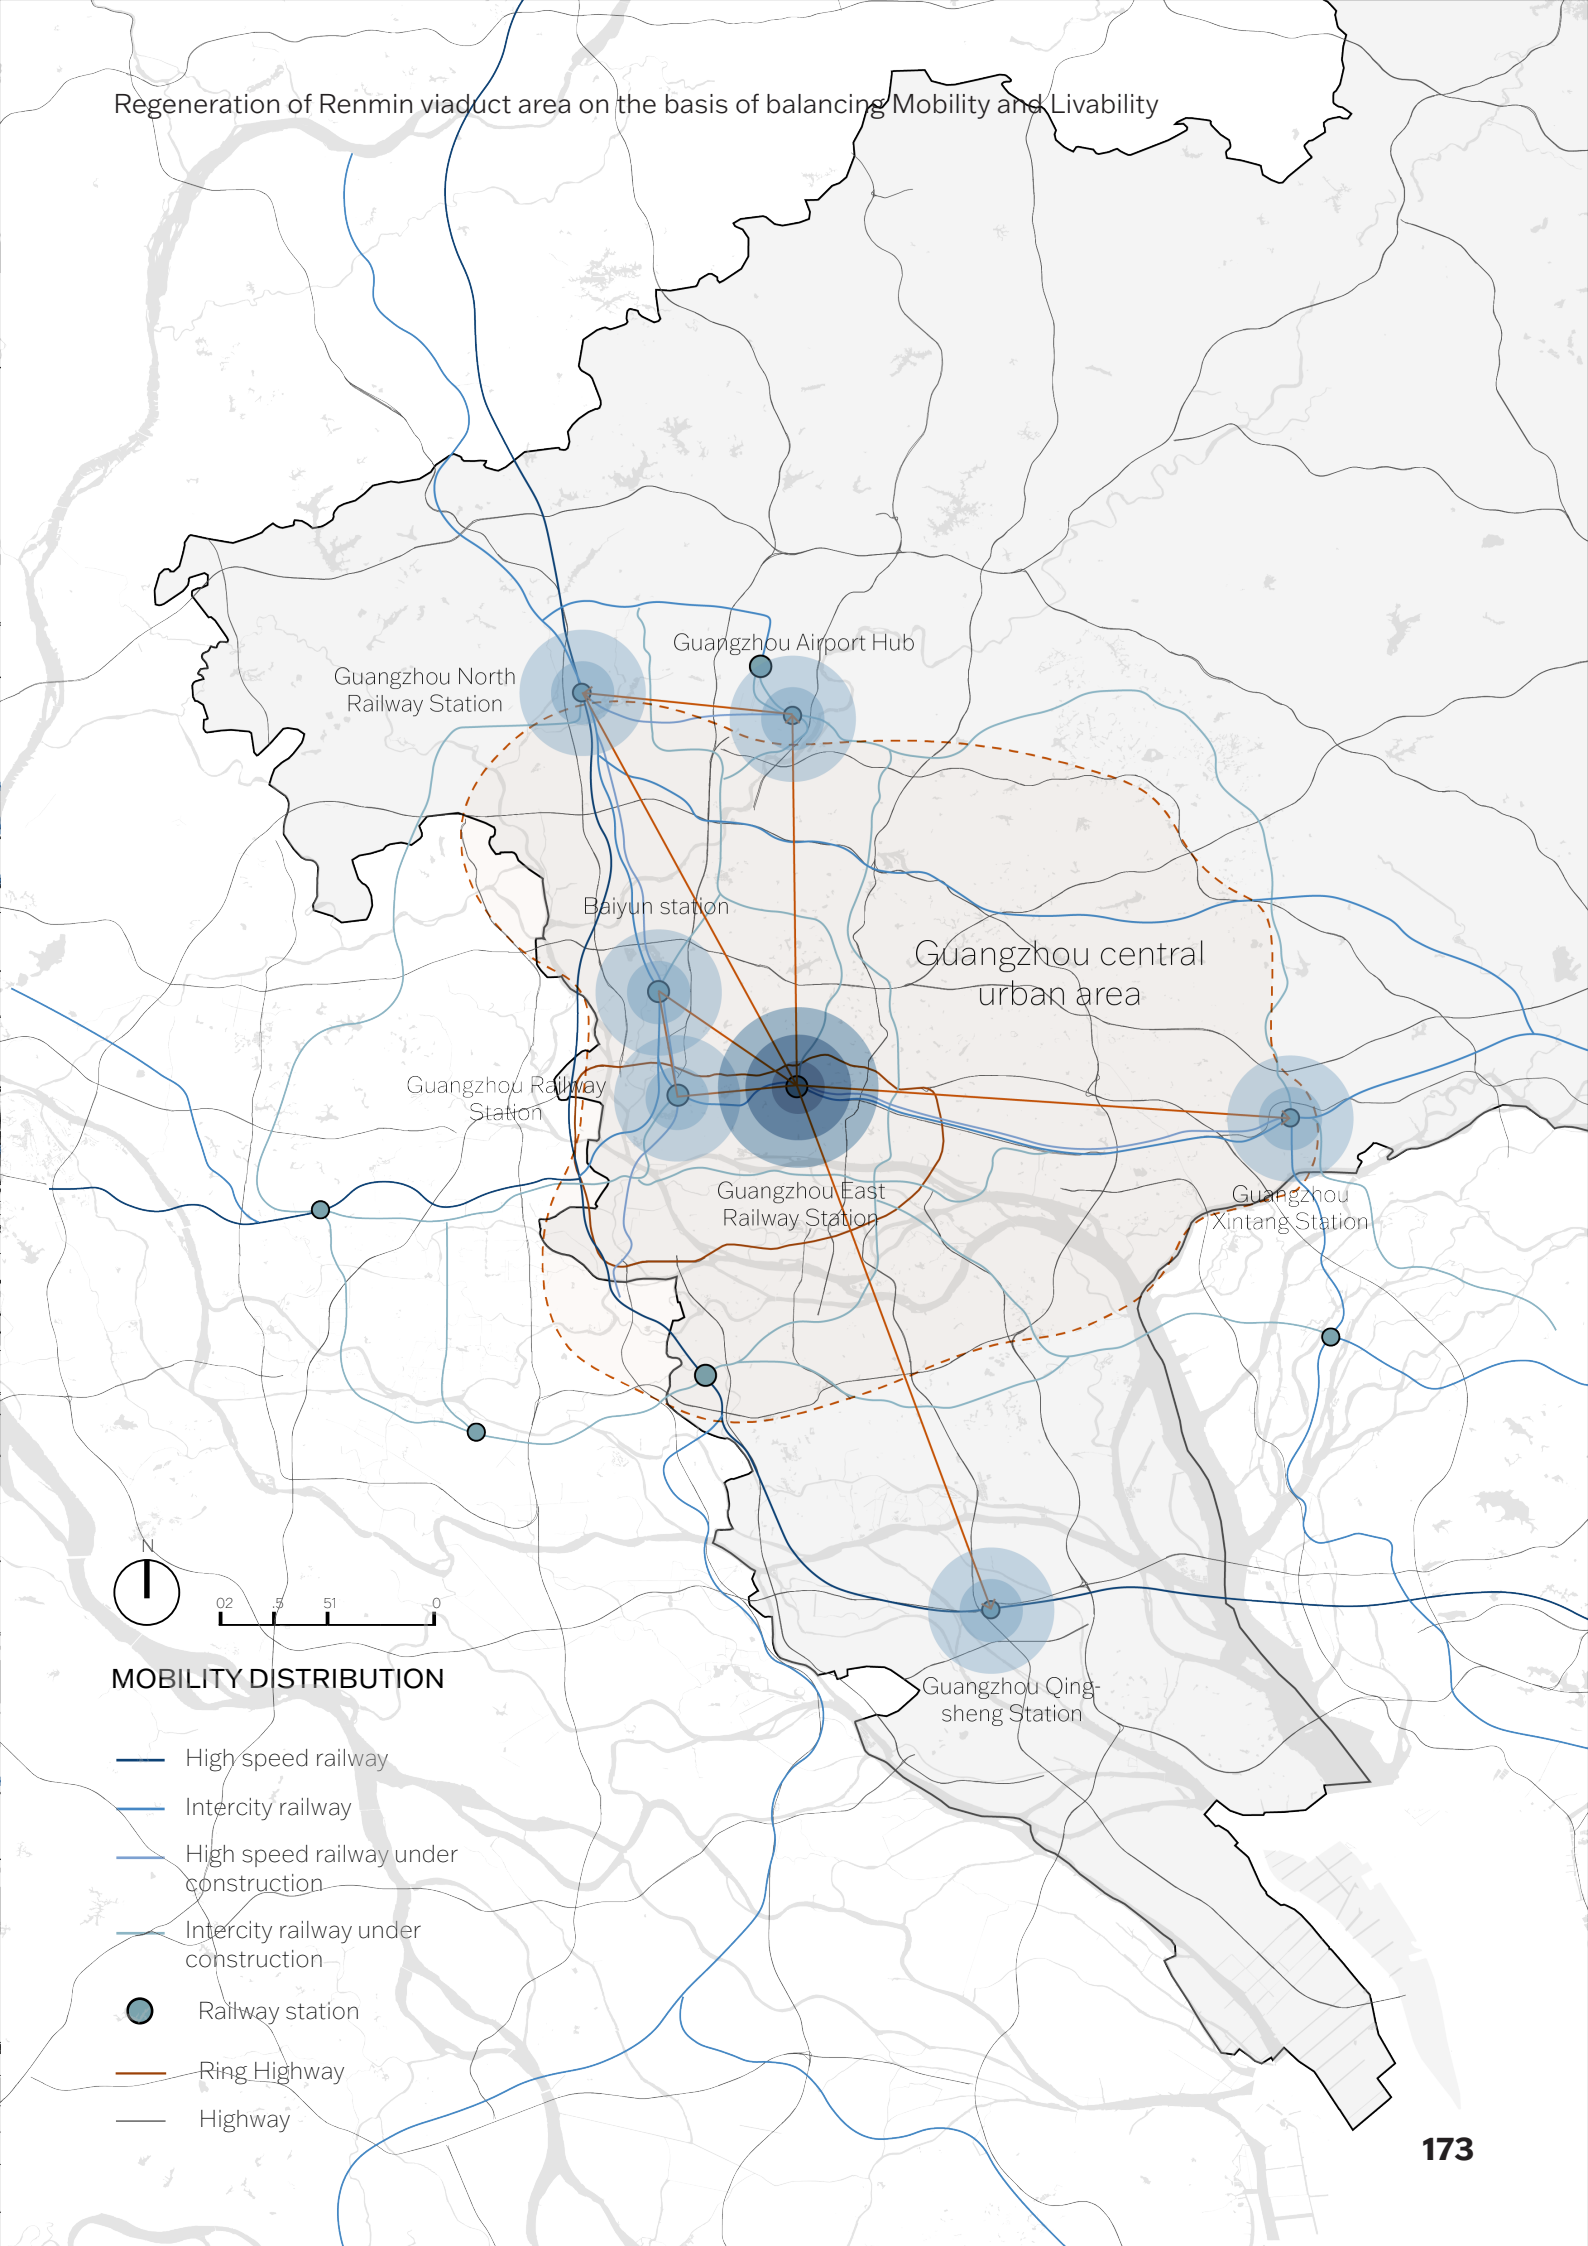 Regeneration of Renmin viaduct area on the basis of balancing Mobility and Livability
Guangzhou Airport Hub
Guangzhou North
Railway Station
Baiyun station
Guangzhou central
urban area
Guangzhou Railway
Station
Guangzhou East
Railway Station
Guangzhou
Xintang Station
N
02 .5 51 0
MOBILITY DISTRIBUTION
Guangzhou Qing-
sheng Station
High speed railway
Intercity railway
High speed railway under
construction
Intercity railway under
construction
Railway station
Ring Highway
Highway
173